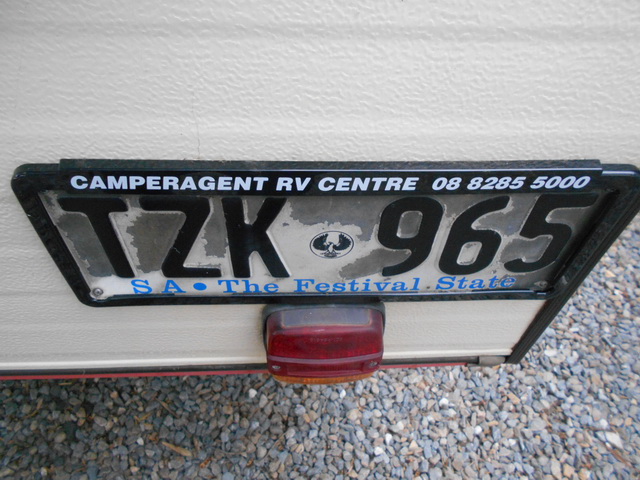 CAMPERAGENT RV CENTRE 08 8285 5000
TZK 965
S A • The Festival State